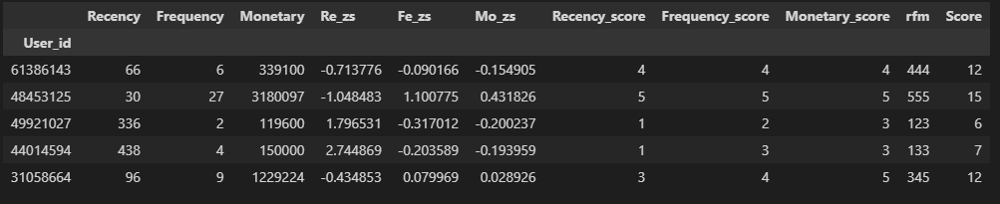 Recency Frequency Monetary Re_zs Fe_zs Mo_zs Recency_score Frequency_score Monetary_score rfm Score
User_id
61386143 66 6 339100 -0.713776 -0.090166 -0.154905 4 4 4 444 12
48453125 30 27 3180097 -1.048483 1.100775 0.431826 5 5 5 555 15
49921027 336 2 119600 1.796531 -0.317012 -0.200237 1 2 3 123 6
44014594 438 4 150000 2.744869 -0.203589 -0.193959 1 3 3 133 7
31058664 96 9 1229224 -0.434853 0.079969 0.028926 3 4 5 345 12